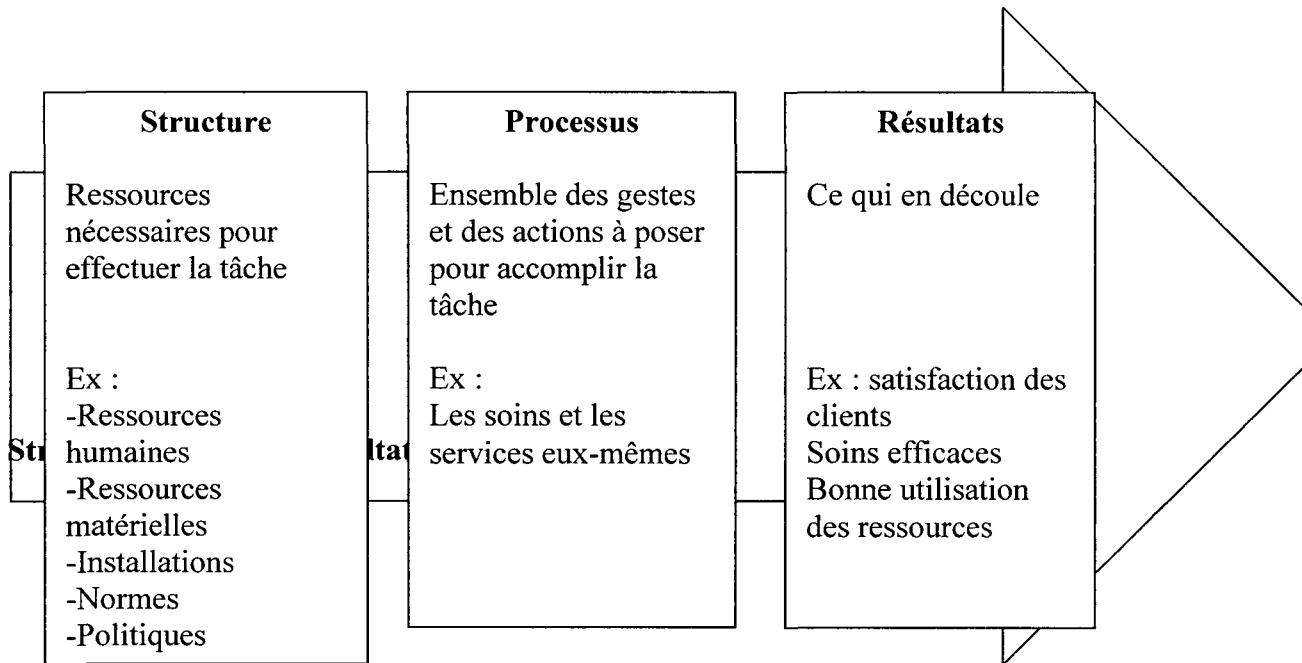 Structure
Ressources
nécessaires pour
effectuer la tâche
Ex :
-Ressources
humaines
-Ressources
matérielles
-Installations
-Normes
-Politiques
Processus
Ensemble des gestes
et des actions à poser
pour accomplir la
tâche
Ex :
Les soins et les
services eux-mêmes
Résultats
Ce qui en découle
Ex : satisfaction des
clients
Soins efficaces
Bonne utilisation
des ressources